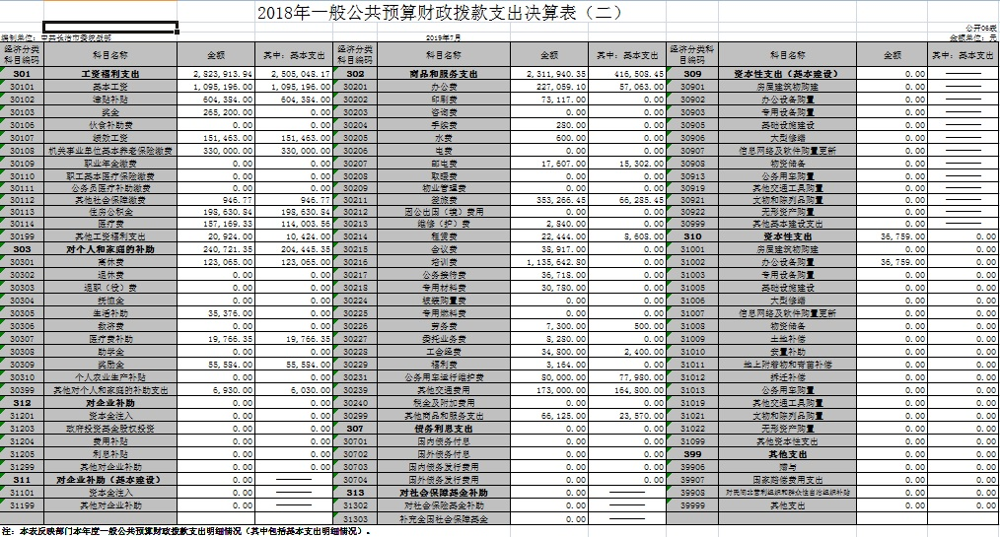 2018年一般公共预算财政拨款支出决算表（二）
公开06表
编制单位：中共长治市委统战部 2019年7月 金额单位：元
经济分类科目编码 科目名称 金额 其中：基本支出 经济分类科目编码 科目名称 金额 其中：基本支出 经济分类科目编码 科目名称 金额 其中：基本支出
301 工资福利支出 2,823,913.94 2,505,048.17 302 商品和服务支出 2,311,940.35 416,508.45 309 资本性支出（基本建设） 0.00 ——
30101 基本工资 1,095,196.00 1,095,196.00 30201 办公费 227,059.10 57,063.00 30901 房屋建筑物购建 0.00 ——
30102 津贴补贴 604,384.00 604,384.00 30202 印刷费 73,117.00 0.00 30902 办公设备购置 0.00 ——
30103 奖金 265,200.00 0.00 30203 咨询费 0.00 0.00 30903 专用设备购置 0.00 ——
30106 伙食补助费 0.00 0.00 30204 手续费 280.00 0.00 30905 基础设施建设 0.00 ——
30107 绩效工资 151,463.00 151,463.00 30205 水费 600.00 0.00 30906 大型修缮 0.00 ——
30108 机关事业单位基本养老保险缴费 330,000.00 330,000.00 30206 电费 0.00 0.00 30907 信息网络及软件购置更新 0.00 ——
30109 职业年金缴费 0.00 0.00 30207 邮电费 17,607.00 15,302.00 30908 物资储备 0.00 ——
30110 职工基本医疗保险缴费 0.00 0.00 30208 取暖费 0.00 0.00 30913 公务用车购置 0.00 ——
30111 公务员医疗补助缴费 0.00 0.00 30209 物业管理费 0.00 0.00 30919 其他交通工具购置 0.00 ——
30112 其他社会保障缴费 946.77 946.77 30211 差旅费 353,266.45 66,285.45 30921 文物和陈列品购置 0.00 ——
30113 住房公积金 198,630.84 198,630.84 30212 因公出国（境）费用 0.00 0.00 30922 无形资产购置 0.00 ——
30114 医疗费 157,169.33 114,003.56 30213 维修（护）费 2,840.00 0.00 30999 其他基本建设支出 0.00 ——
30199 其他工资福利支出 20,924.00 10,424.00 30214 租赁费 22,444.00 8,608.00 310 资本性支出 36,759.00 0.00
303 对个人和家庭的补助 240,721.35 204,445.35 30215 会议费 38,917.00 0.00 31001 房屋建筑物购建 0.00 0.00
30301 离休费 123,065.00 123,065.00 30216 培训费 1,135,642.80 0.00 31002 办公设备购置 36,759.00 0.00
30302 退休费 0.00 0.00 30217 公务接待费 36,718.00 0.00 31003 专用设备购置 0.00 0.00
30303 退职（役）费 0.00 0.00 30218 专用材料费 30,780.00 0.00 31005 基础设施建设 0.00 0.00
30304 抚恤金 0.00 0.00 30224 被装购置费 0.00 0.00 31006 大型修缮 0.00 0.00
30305 生活补助 35,376.00 0.00 30225 专用燃料费 0.00 0.00 31007 信息网络及软件购置更新 0.00 0.00
30306 救济费 0.00 0.00 30226 劳务费 7,300.00 500.00 31008 物资储备 0.00 0.00
30307 医疗费补助 19,766.35 19,766.35 30227 委托业务费 8,280.00 0.00 31009 土地补偿 0.00 0.00
30308 助学金 0.00 0.00 30228 工会经费 34,800.00 2,400.00 31010 安置补助 0.00 0.00
30309 奖励金 55,584.00 55,584.00 30229 福利费 3,164.00 0.00 31011 地上附着物和青苗补偿 0.00 0.00
30310 个人农业生产补贴 0.00 0.00 30231 公务用车运行维护费 80,000.00 77,980.00 31012 拆迁补偿 0.00 0.00
30399 其他对个人和家庭的补助支出 6,930.00 6,030.00 30239 其他交通费用 173,000.00 164,800.00 31013 公务用车购置 0.00 0.00
312 对企业补助 0.00 0.00 30240 税金及附加费用 0.00 0.00 31019 其他交通工具购置 0.00 0.00
31201 资本金注入 0.00 0.00 30299 其他商品和服务支出 66,125.00 23,570.00 31021 文物和陈列品购置 0.00 0.00
31203 政府投资基金股权投资 0.00 0.00 307 债务利息支出 0.00 0.00 31022 无形资产购置 0.00 0.00
31204 费用补贴 0.00 0.00 30701 国内债务付息 0.00 0.00 31099 其他资本性支出 0.00 0.00
31205 利息补贴 0.00 0.00 30702 国外债务付息 0.00 0.00 399 其他支出 0.00 0.00
31299 其他对企业补助 0.00 0.00 30703 国内债务发行费用 0.00 0.00 39906 赠与 0.00 0.00
311 对企业补助（基本建设） 0.00 —— 30704 国外债务发行费用 0.00 0.00 39907 国家赔偿费用支出 0.00 0.00
31101 资本金注入 0.00 —— 313 对社会保障基金补助 0.00 —— 39908 对民间非营利组织和群众性自治组织补贴 0.00 0.00
31199 其他对企业补助 0.00 —— 31302 对社会保险基金补助 0.00 —— 39999 其他支出 0.00 0.00
31303 补充全国社会保障基金 0.00 ——
注：本表反映部门本年度一般公共预算财政拨款支出明细情况（其中包括基本支出明细情况）。